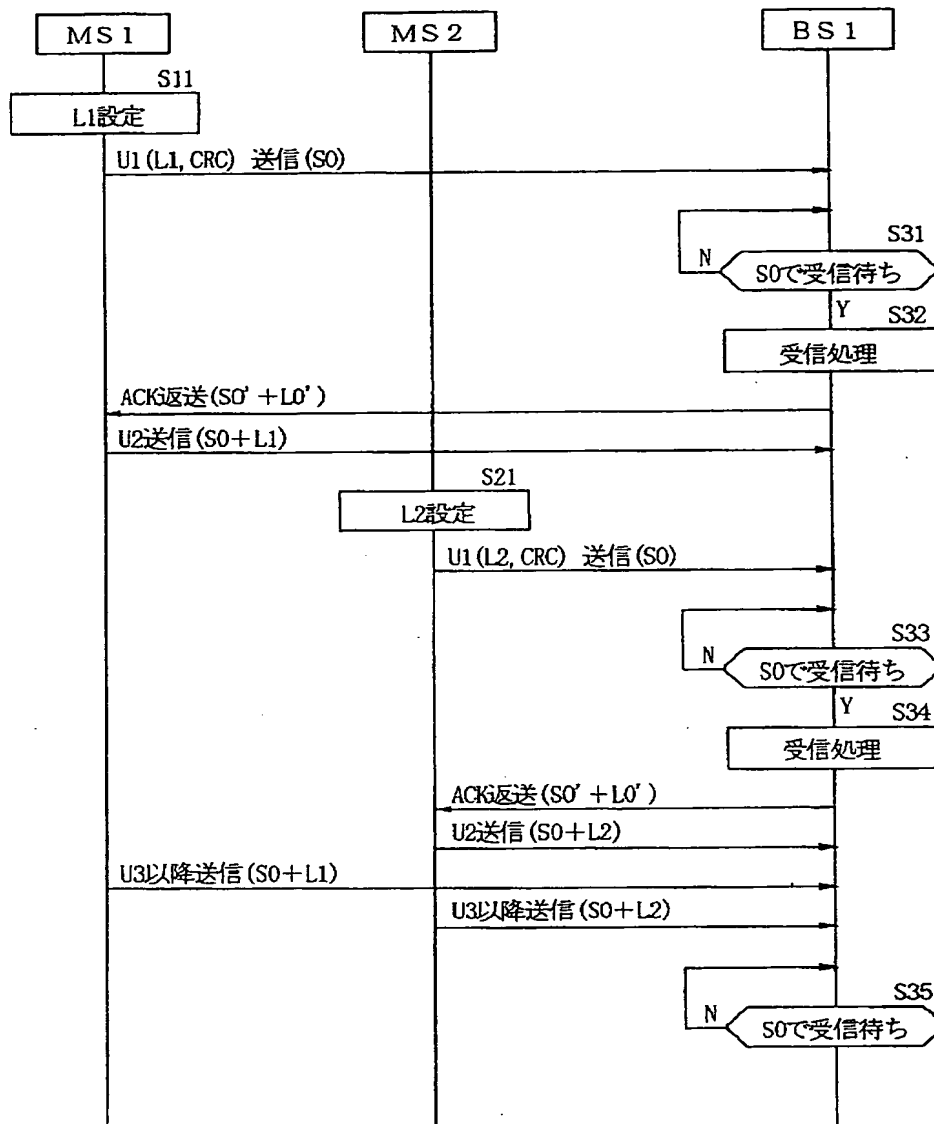 MS1
MS2
BS1
S11
L1設定
U1(L1,CRC) 送信(S0)
S31
N
S0で受信待ち
Y
S32
受信処理
ACK返送(S0'+L0')
U2送信(S0+L1)
S21
L2設定
U1(L2,CRC) 送信(S0)
S33
N
S0で受信待ち
Y
S34
受信処理
ACK返送(S0'+L0')
U2送信(S0+L2)
U3以降送信(S0+L1)
U3以降送信(S0+L2)
S35
N
S0で受信待ち